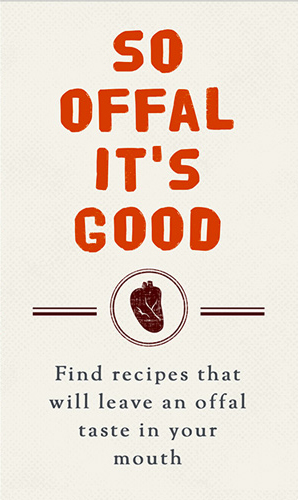 SO
OFFAL
IT'S
GOOD
Find recipes that
will leave an offal
taste in your
mouth